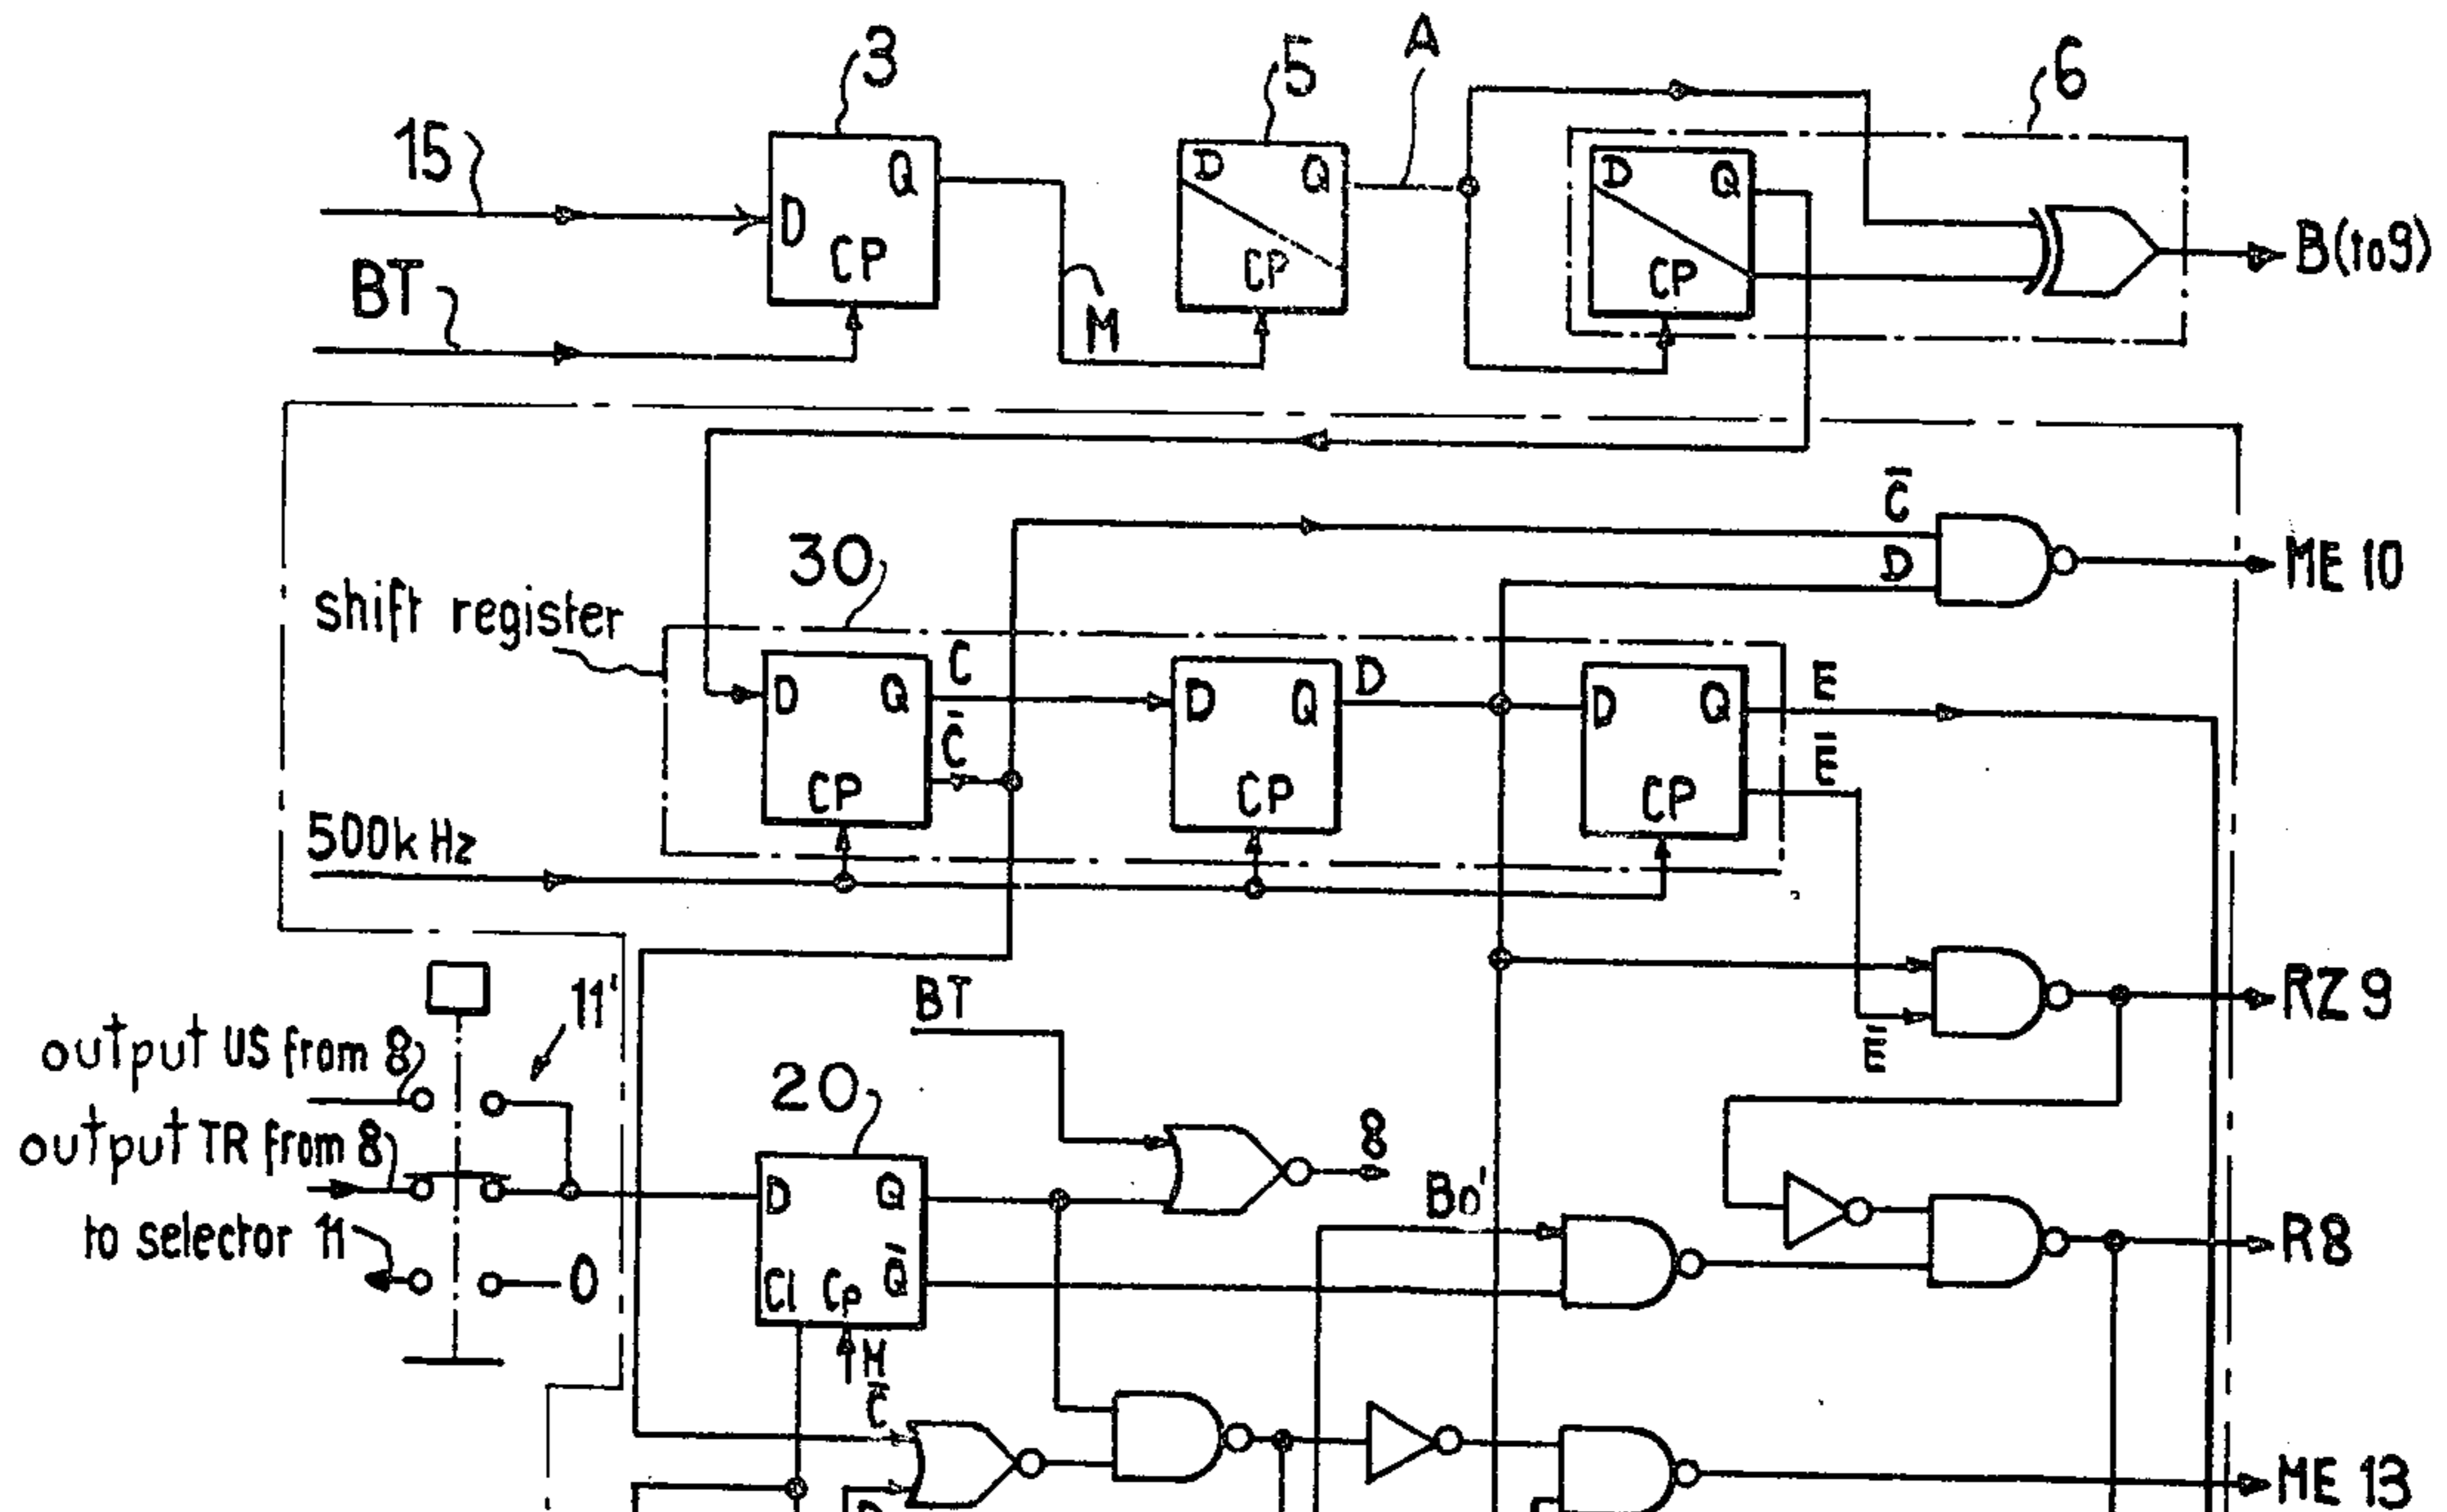 3
5
A
6
15
D Q
CP
D Q
CP
D Q
CP
B(to9)
BT
M
C̅
D
ME 10
30
shift register
D Q
CP
C
C̅
D Q
CP
D
D Q
CP
E
E̅
500kHz
RZ 9
E̅
11'
BT
output US from 8
20
output TR from 8
8
Bo'
to selector 11
0
D Q
Cl Cp Q̅
R8
M
C̅
ME 13